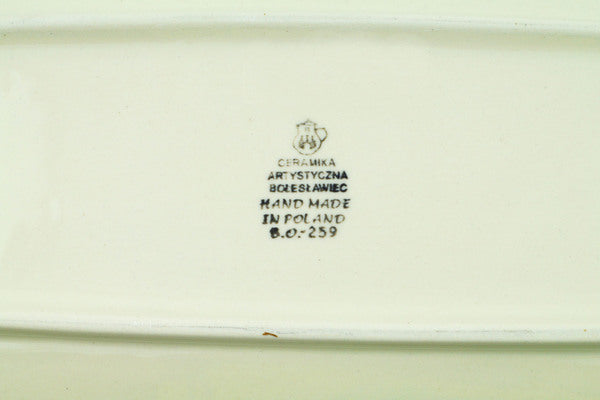 CERAMIKA
ARTYSTYCZNA
BOLESŁAWIEC
HAND MADE
IN POLAND
B.O.-259